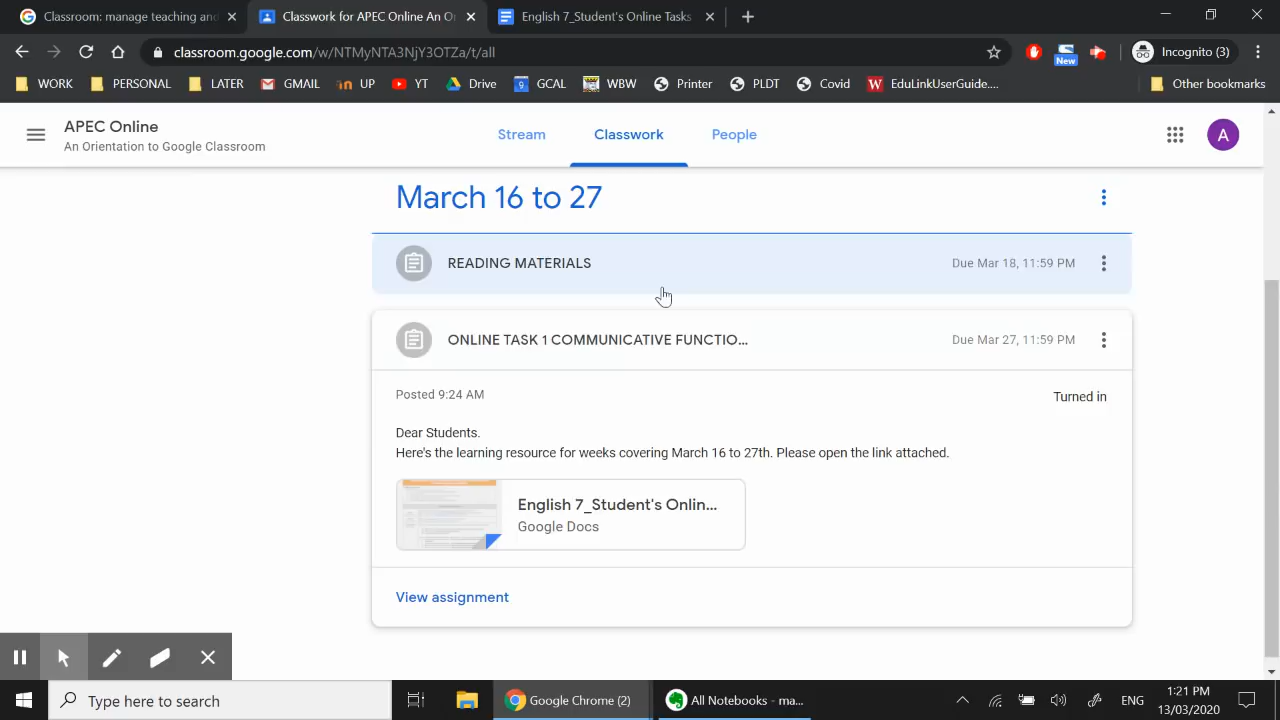 Classroom: manage teaching and
Classwork for APEC Online An O
English 7_Student's Online Tasks
classroom.google.com/w/NTMyNTA3NjY3OTZa/t/all
New
Incognito (3)
WORK
PERSONAL
LATER
GMAIL
UP
YT
Drive
GCAL
WBW
Printer
PLDT
Covid
EduLinkUserGuide....
Other bookmarks
APEC Online
An Orientation to Google Classroom
Stream
Classwork
People
A
March 16 to 27
READING MATERIALS
Due Mar 18, 11:59 PM
ONLINE TASK 1 COMMUNICATIVE FUNCTIO...
Due Mar 27, 11:59 PM
Posted 9:24 AM
Turned in
Dear Students.
Here's the learning resource for weeks covering March 16 to 27th. Please open the link attached.
English 7_Student's Onlin...
Google Docs
View assignment
Type here to search
Google Chrome (2)
All Notebooks - ma...
ENG
1:21 PM
13/03/2020